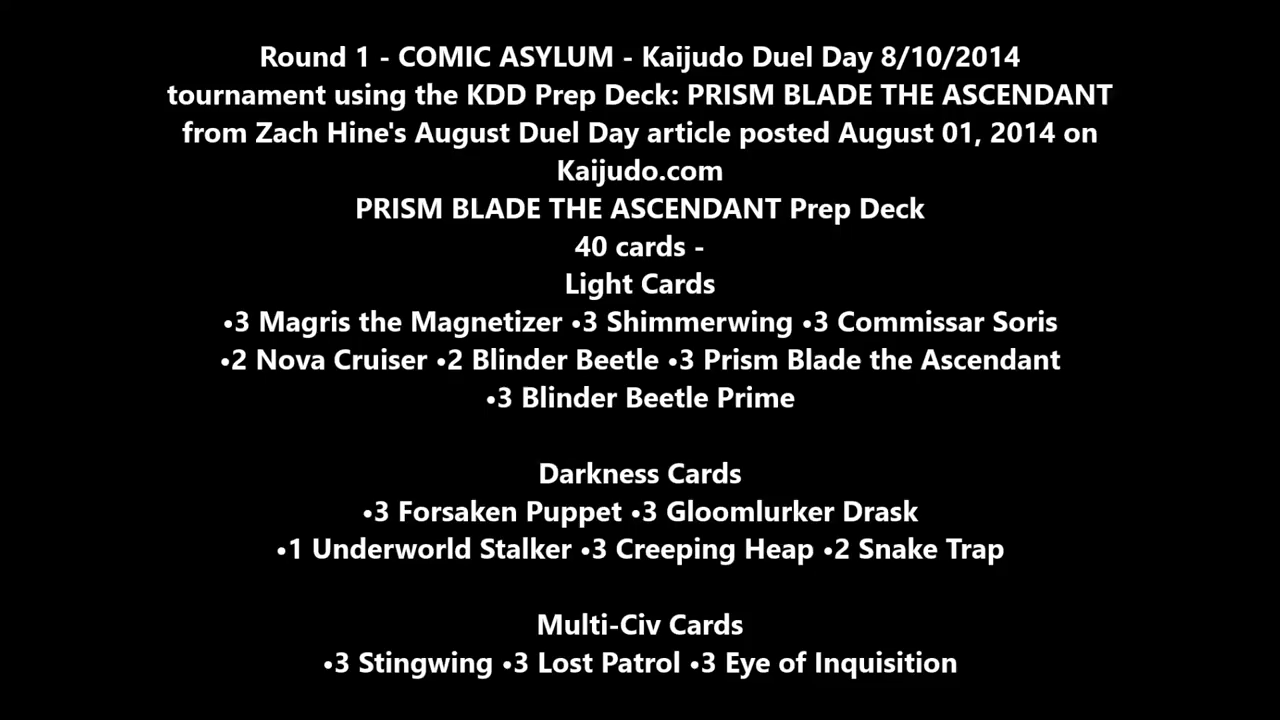 Round 1 - COMIC ASYLUM - Kaijudo Duel Day 8/10/2014
tournament using the KDD Prep Deck: PRISM BLADE THE ASCENDANT
from Zach Hine's August Duel Day article posted August 01, 2014 on
Kaijudo.com
PRISM BLADE THE ASCENDANT Prep Deck
40 cards -
Light Cards
•3 Magris the Magnetizer •3 Shimmerwing •3 Commissar Soris
•2 Nova Cruiser •2 Blinder Beetle •3 Prism Blade the Ascendant
•3 Blinder Beetle Prime
Darkness Cards
•3 Forsaken Puppet •3 Gloomlurker Drask
•1 Underworld Stalker •3 Creeping Heap •2 Snake Trap
Multi-Civ Cards
•3 Stingwing •3 Lost Patrol •3 Eye of Inquisition